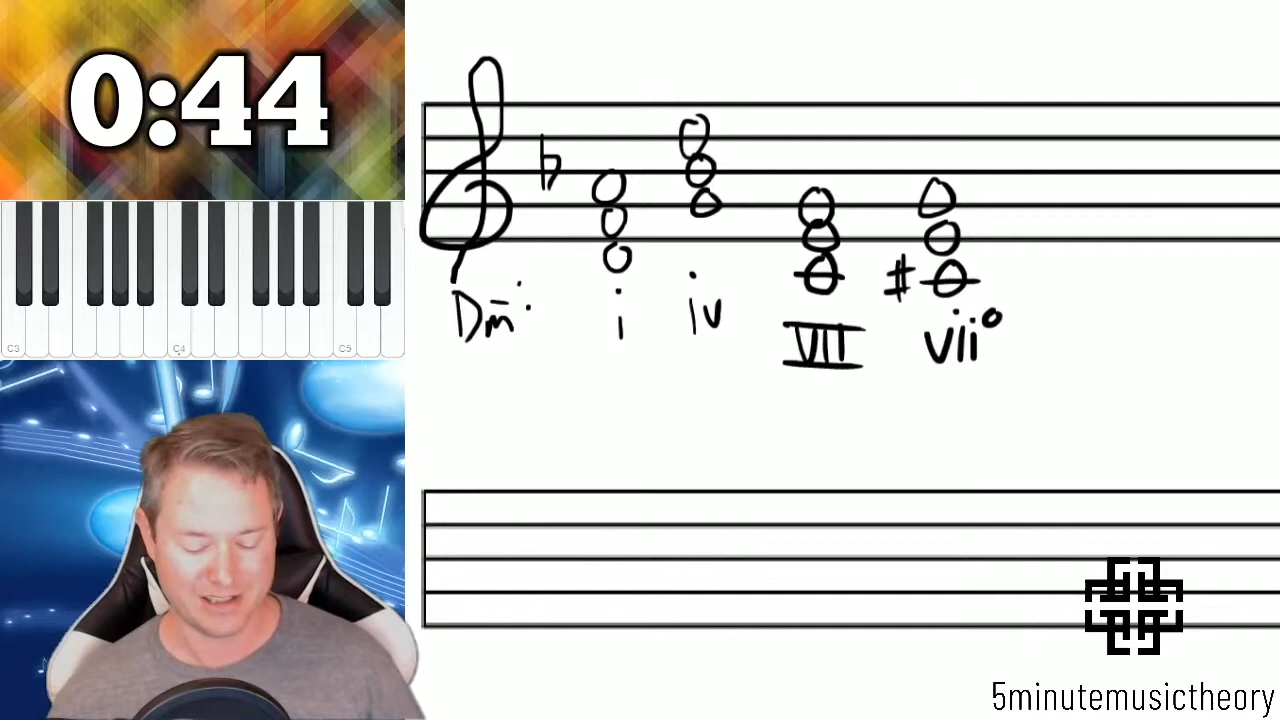 0:44
C3 C4 C5
♭
♯
Dm: i iv VII vii°
5minutemusictheory